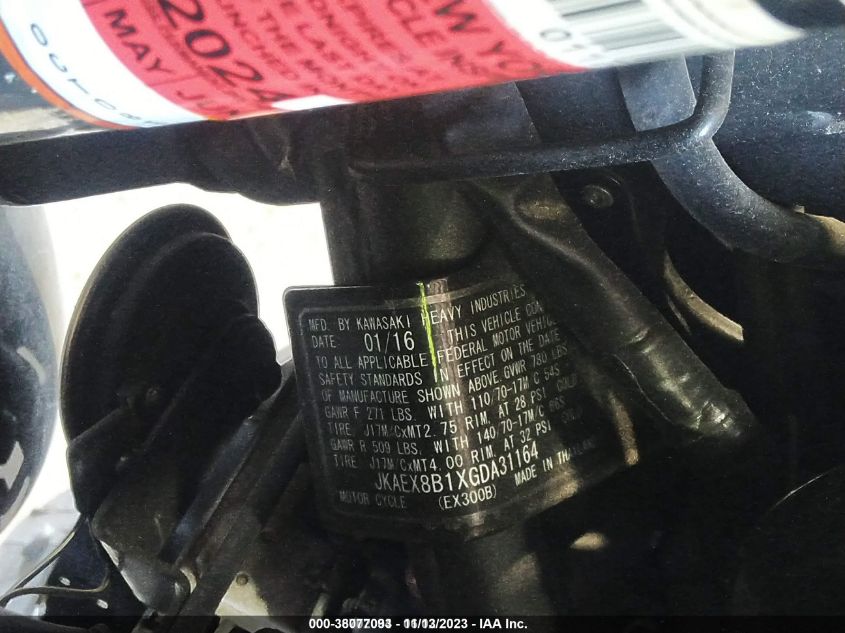 2024
MAY
MFD. BY KAWASAKI HEAVY INDUSTRIES
DATE: 01/16 THIS VEHICLE
TO ALL APPLICABLE FEDERAL MOTOR VEHICLE
SAFETY STANDARDS IN EFFECT ON THE DATE
OF MANUFACTURE SHOWN ABOVE. GVWR 780 LBS
GAWR F 271 LBS. WITH 110/70-17M/C 54S
TIRE J17M/CxMT2.75 RIM. AT 28 PSI COLD
GAWR R 509 LBS. WITH 140/70-17M/C 66S
TIRE J17M/CxMT4.00 RIM. AT 32 PSI COLD
JKAEX8B1XGDA31164
MOTOR CYCLE (EX300B) MADE IN THAILAND
000-38077093 - 11/13/2023 - IAA Inc.